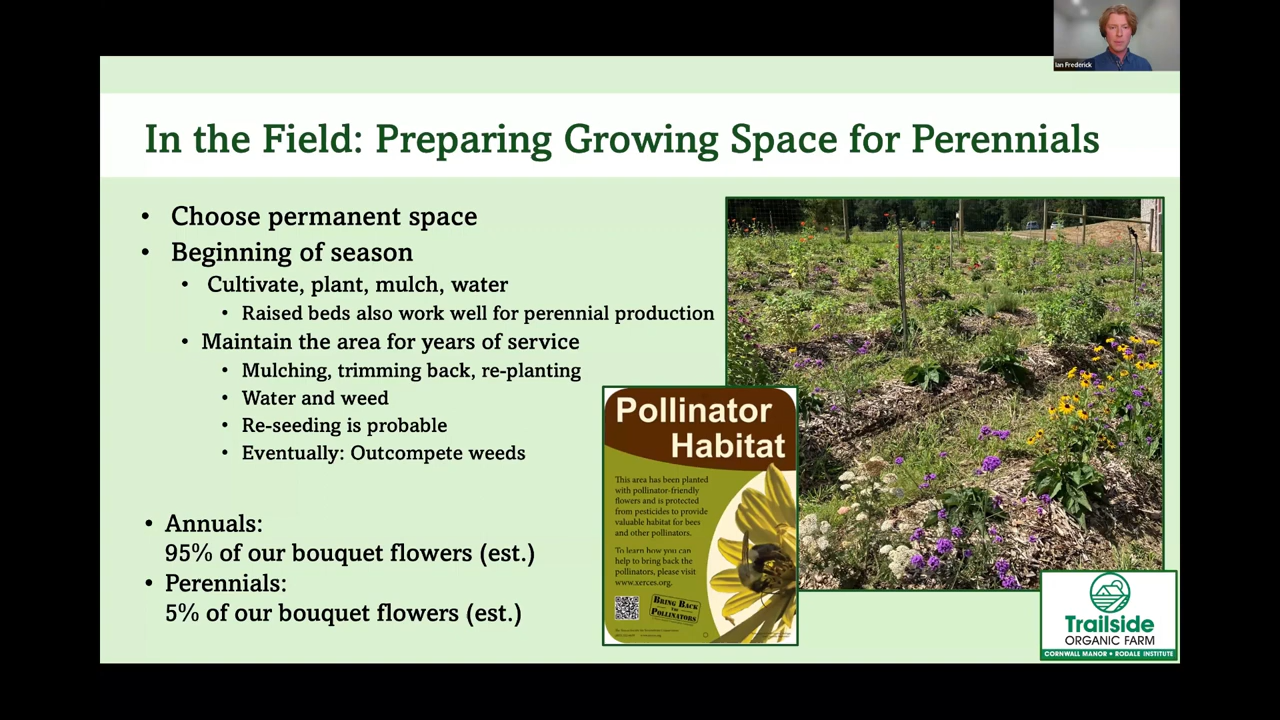 Ian Frederick
In the Field: Preparing Growing Space for Perennials
• Choose permanent space
• Beginning of season
• Cultivate, plant, mulch, water
• Raised beds also work well for perennial production
• Maintain the area for years of service
• Mulching, trimming back, re-planting
• Water and weed
• Re-seeding is probable
• Eventually: Outcompete weeds
• Annuals:
95% of our bouquet flowers (est.)
• Perennials:
5% of our bouquet flowers (est.)
Pollinator
Habitat
This area has been planted
with pollinator-friendly
flowers and is protected
from pesticides to provide
valuable habitat for bees
and other pollinators.
To learn how you can
help to bring back the
pollinators, please visit
www.xerces.org.
BRING BACK
THE
POLLINATORS
Trailside
ORGANIC FARM
CORNWALL MANOR • RODALE INSTITUTE